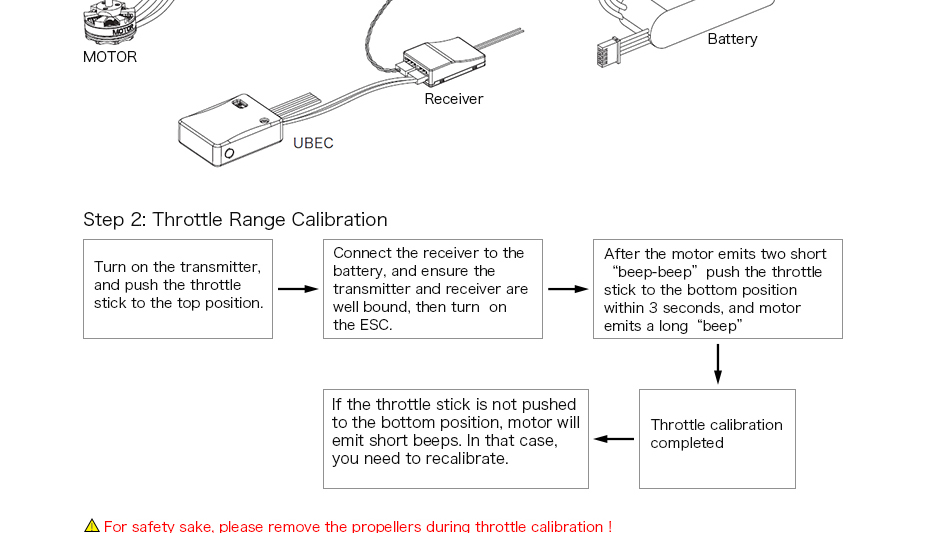 MOTOR
MOTOR
Battery
Receiver
UBEC
Step 2: Throttle Range Calibration
Turn on the transmitter,
and push the throttle
stick to the top position.
Connect the receiver to the
battery, and ensure the
transmitter and receiver are
well bound, then turn on
the ESC.
After the motor emits two short
“beep-beep” push the throttle
stick to the bottom position
within 3 seconds, and motor
emits a long “beep”
If the throttle stick is not pushed
to the bottom position, motor will
emit short beeps. In that case,
you need to recalibrate.
Throttle calibration
completed
For safety sake, please remove the propellers during throttle calibration !